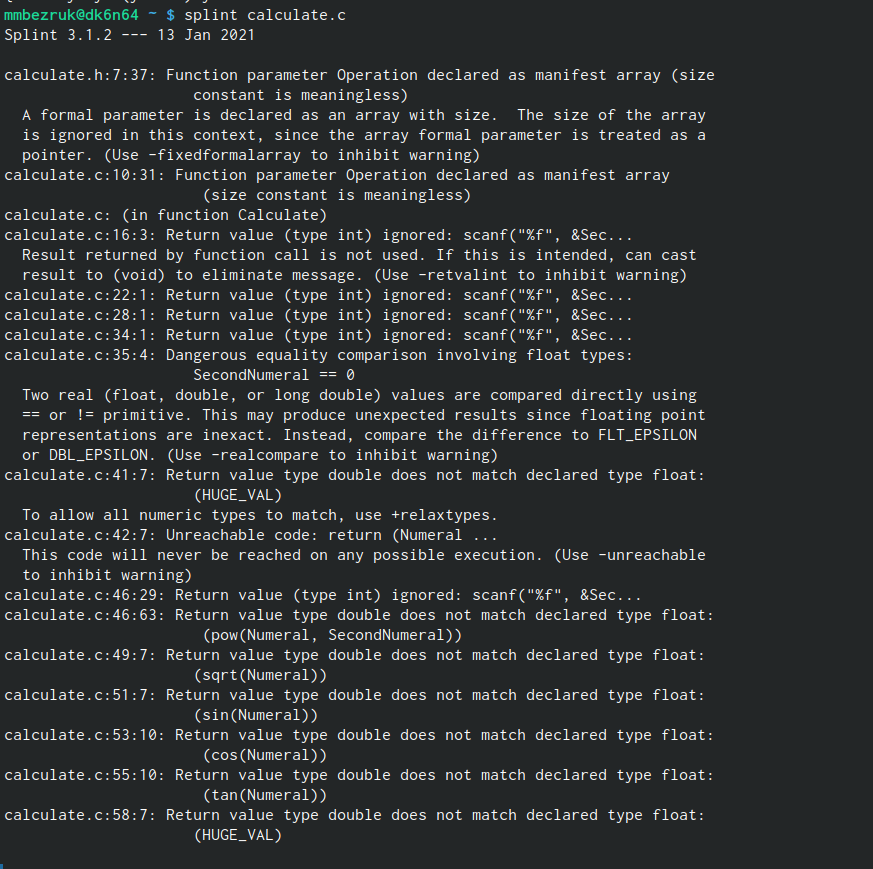 mmbezruk@dk6n64 ~ $ splint calculate.c
Splint 3.1.2 --- 13 Jan 2021

calculate.h:7:37: Function parameter Operation declared as manifest array (size
                     constant is meaningless)
  A formal parameter is declared as an array with size.  The size of the array
  is ignored in this context, since the array formal parameter is treated as a
  pointer. (Use -fixedformalarray to inhibit warning)
calculate.c:10:31: Function parameter Operation declared as manifest array
                      (size constant is meaningless)
calculate.c: (in function Calculate)
calculate.c:16:3: Return value (type int) ignored: scanf("%f", &Sec...
  Result returned by function call is not used. If this is intended, can cast
  result to (void) to eliminate message. (Use -retvalint to inhibit warning)
calculate.c:22:1: Return value (type int) ignored: scanf("%f", &Sec...
calculate.c:28:1: Return value (type int) ignored: scanf("%f", &Sec...
calculate.c:34:1: Return value (type int) ignored: scanf("%f", &Sec...
calculate.c:35:4: Dangerous equality comparison involving float types:
                     SecondNumeral == 0
  Two real (float, double, or long double) values are compared directly using
  == or != primitive. This may produce unexpected results since floating point
  representations are inexact. Instead, compare the difference to FLT_EPSILON
  or DBL_EPSILON. (Use -realcompare to inhibit warning)
calculate.c:41:7: Return value type double does not match declared type float:
                     (HUGE_VAL)
  To allow all numeric types to match, use +relaxtypes.
calculate.c:42:7: Unreachable code: return (Numeral ...
  This code will never be reached on any possible execution. (Use -unreachable
  to inhibit warning)
calculate.c:46:29: Return value (type int) ignored: scanf("%f", &Sec...
calculate.c:46:63: Return value type double does not match declared type float:
                      (pow(Numeral, SecondNumeral))
calculate.c:49:7: Return value type double does not match declared type float:
                     (sqrt(Numeral))
calculate.c:51:7: Return value type double does not match declared type float:
                     (sin(Numeral))
calculate.c:53:10: Return value type double does not match declared type float:
                      (cos(Numeral))
calculate.c:55:10: Return value type double does not match declared type float:
                      (tan(Numeral))
calculate.c:58:7: Return value type double does not match declared type float:
                     (HUGE_VAL)